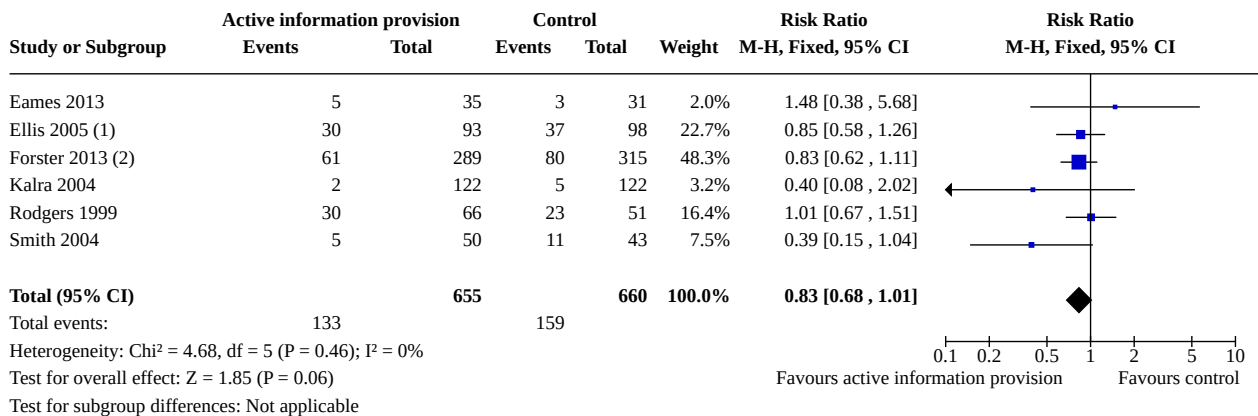 Active information provision Control Risk Ratio Risk Ratio
Study or Subgroup Events Total Events Total Weight M-H, Fixed, 95% CI M-H, Fixed, 95% CI
Eames 2013 5 35 3 31 2.0% 1.48 [0.38 , 5.68]
Ellis 2005 (1) 30 93 37 98 22.7% 0.85 [0.58 , 1.26]
Forster 2013 (2) 61 289 80 315 48.3% 0.83 [0.62 , 1.11]
Kalra 2004 2 122 5 122 3.2% 0.40 [0.08 , 2.02]
Rodgers 1999 30 66 23 51 16.4% 1.01 [0.67 , 1.51]
Smith 2004 5 50 11 43 7.5% 0.39 [0.15 , 1.04]
Total (95% CI) 655 660 100.0% 0.83 [0.68 , 1.01]
Total events: 133 159
Heterogeneity: Chi² = 4.68, df = 5 (P = 0.46); I² = 0%
0.1 0.2 0.5 1 2 5 10
Test for overall effect: Z = 1.85 (P = 0.06) Favours active information provision Favours control
Test for subgroup differences: Not applicable